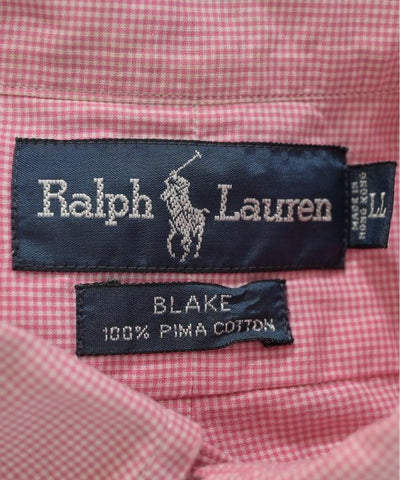 Ralph Lauren
MADE IN
HONG KONG
LL
BLAKE
100% PIMA COTTON